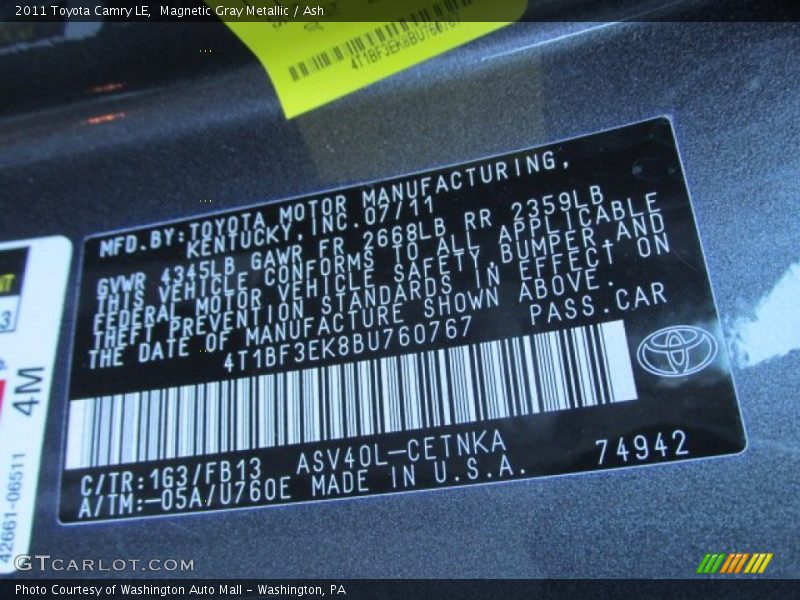 2011 Toyota Camry LE, Magnetic Gray Metallic / Ash
4T1BF3EK8BU760767
MFD.BY:TOYOTA MOTOR MANUFACTURING,
KENTUCKY,INC.07/11
GVWR 4345LB GAWR FR 2668LB RR 2359LB
THIS VEHICLE CONFORMS TO ALL APPLICABLE
FEDERAL MOTOR VEHICLE SAFETY, BUMPER, AND
THEFT PREVENTION STANDARDS IN EFFECT ON
THE DATE OF MANUFACTURE SHOWN ABOVE.
4T1BF3EK8BU760767 PASS.CAR
C/TR:1G3/FB13 ASV40L-CETNKA 74942
A/TM:-05A/U760E MADE IN U.S.A.
3
4M
42661-06511
GTCARLOT.COM
Photo Courtesy of Washington Auto Mall - Washington, PA